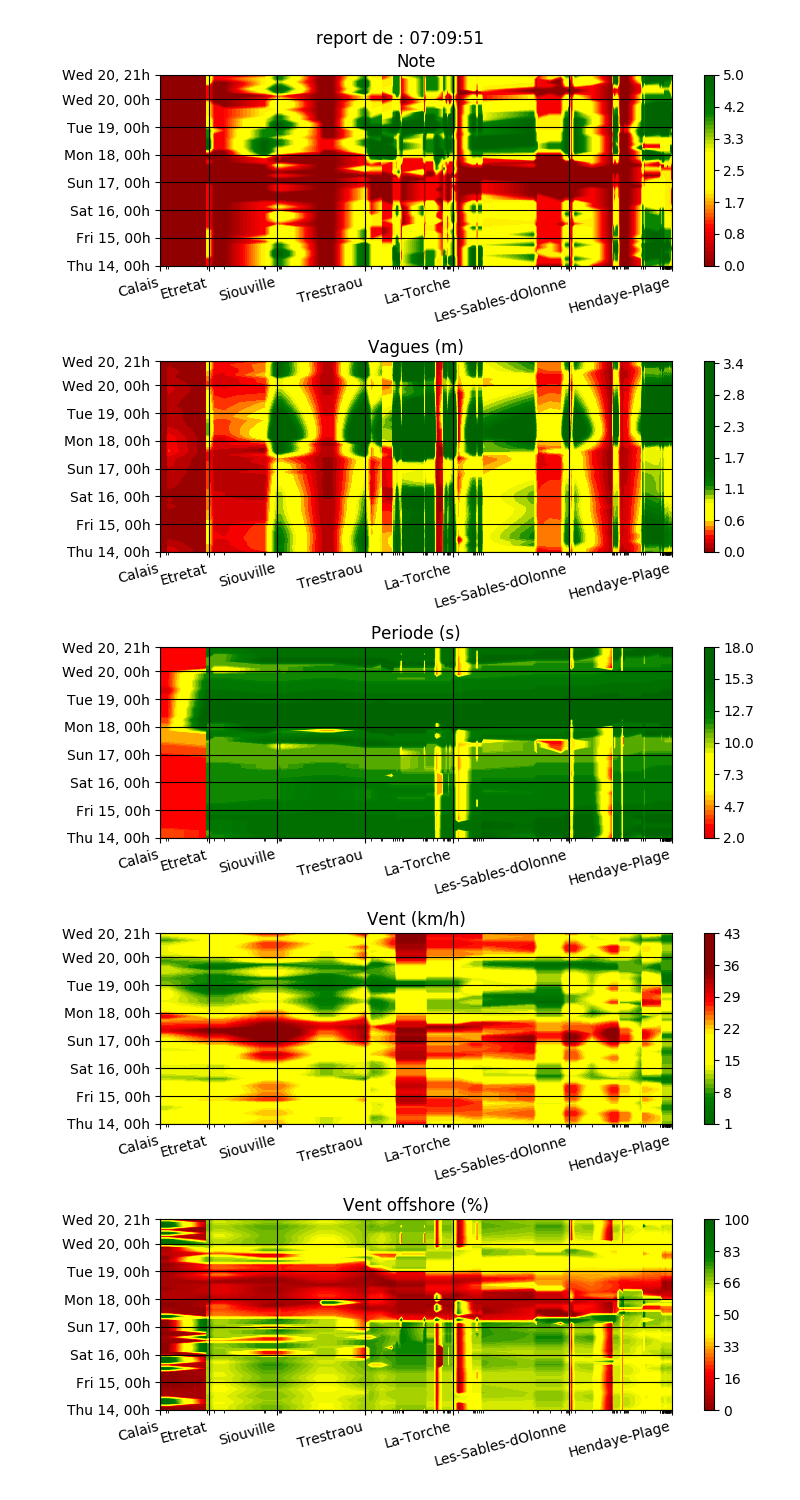 report de : 07:09:51
Note
Wed 20, 21h
Wed 20, 00h
Tue 19, 00h
Mon 18, 00h
Sun 17, 00h
Sat 16, 00h
Fri 15, 00h
Thu 14, 00h
5.0
4.2
3.3
2.5
1.7
0.8
0.0
Calais Etretat Siouville Trestraou La-Torche Les-Sables-dOlonne Hendaye-Plage
Vagues (m)
Wed 20, 21h
Wed 20, 00h
Tue 19, 00h
Mon 18, 00h
Sun 17, 00h
Sat 16, 00h
Fri 15, 00h
Thu 14, 00h
3.4
2.8
2.3
1.7
1.1
0.6
0.0
Calais Etretat Siouville Trestraou La-Torche Les-Sables-dOlonne Hendaye-Plage
Periode (s)
Wed 20, 21h
Wed 20, 00h
Tue 19, 00h
Mon 18, 00h
Sun 17, 00h
Sat 16, 00h
Fri 15, 00h
Thu 14, 00h
18.0
15.3
12.7
10.0
7.3
4.7
2.0
Calais Etretat Siouville Trestraou La-Torche Les-Sables-dOlonne Hendaye-Plage
Vent (km/h)
Wed 20, 21h
Wed 20, 00h
Tue 19, 00h
Mon 18, 00h
Sun 17, 00h
Sat 16, 00h
Fri 15, 00h
Thu 14, 00h
43
36
29
22
15
8
1
Calais Etretat Siouville Trestraou La-Torche Les-Sables-dOlonne Hendaye-Plage
Vent offshore (%)
Wed 20, 21h
Wed 20, 00h
Tue 19, 00h
Mon 18, 00h
Sun 17, 00h
Sat 16, 00h
Fri 15, 00h
Thu 14, 00h
100
83
66
50
33
16
0
Calais Etretat Siouville Trestraou La-Torche Les-Sables-dOlonne Hendaye-Plage